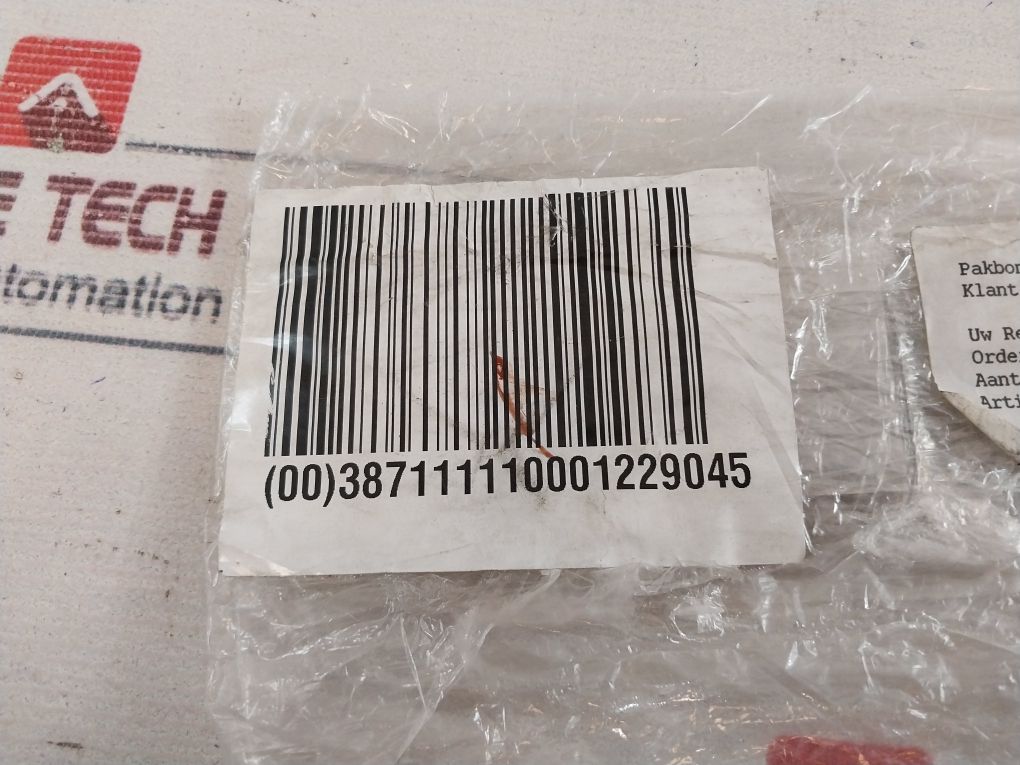 E TECH
tomation
(00)387111110001229045
Pakbon
Klant
Uw Re
Orde
Aant
Arti